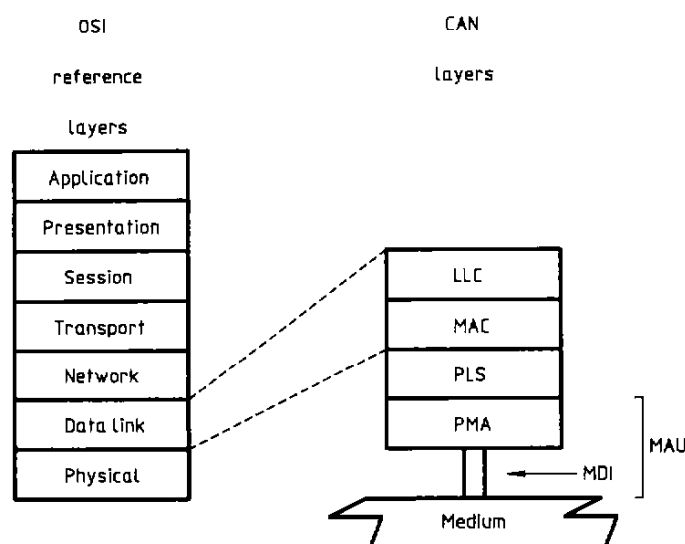 OSI
reference
layers
CAN
layers
Application
Presentation
Session
Transport
Network
Data link
Physical
LLC
MAC
PLS
PMA
MDI
MAU
Medium